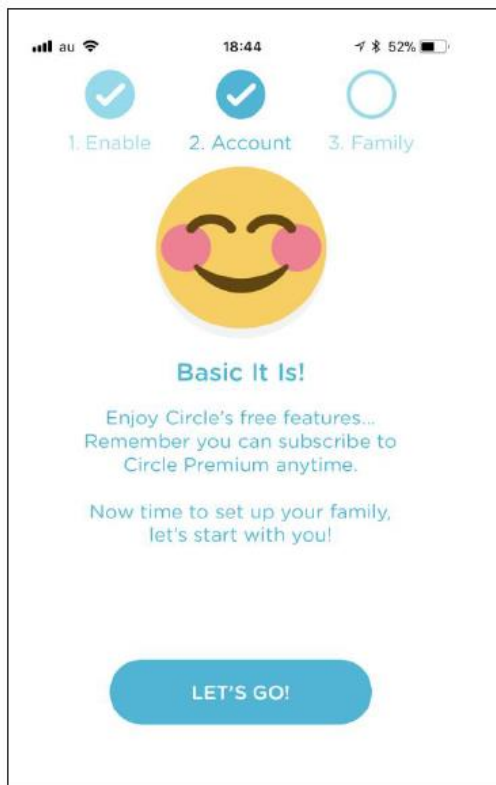 au 18:44 52%
1. Enable 2. Account 3. Family
Basic It Is!
Enjoy Circle's free features...
Remember you can subscribe to
Circle Premium anytime.
Now time to set up your family,
let's start with you!
LET'S GO!